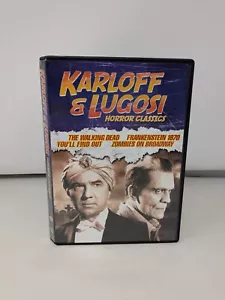 KARLOFF
& LUGOSI
HORROR CLASSICS
THE WALKING DEAD FRANKENSTEIN 1970
YOU'LL FIND OUT ZOMBIES ON BROADWAY